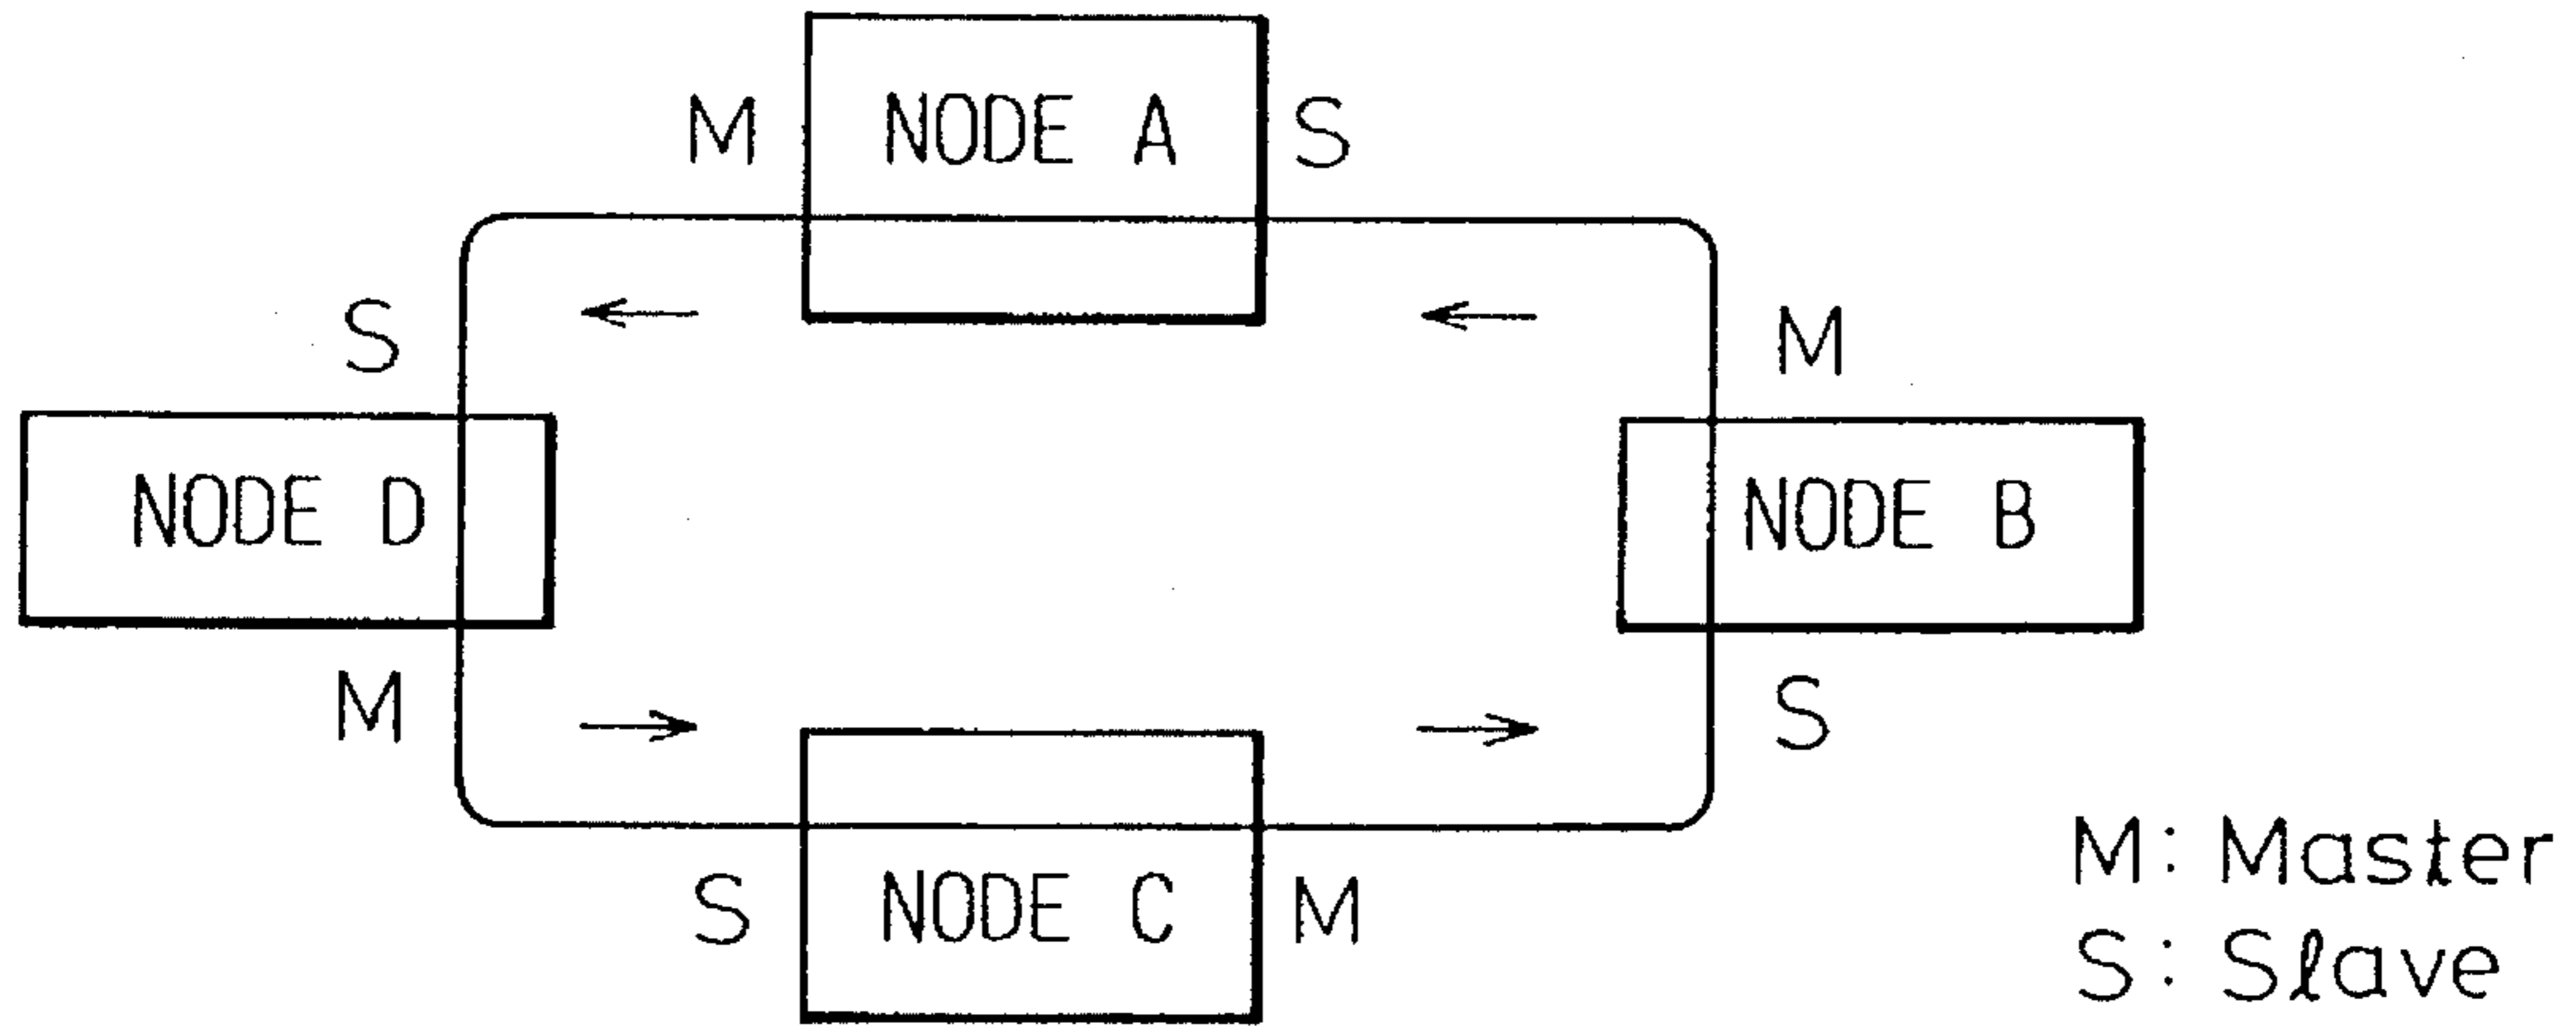 M NODE A S
S M
NODE D NODE B
M S
S NODE C M
M: Master
S: Slave